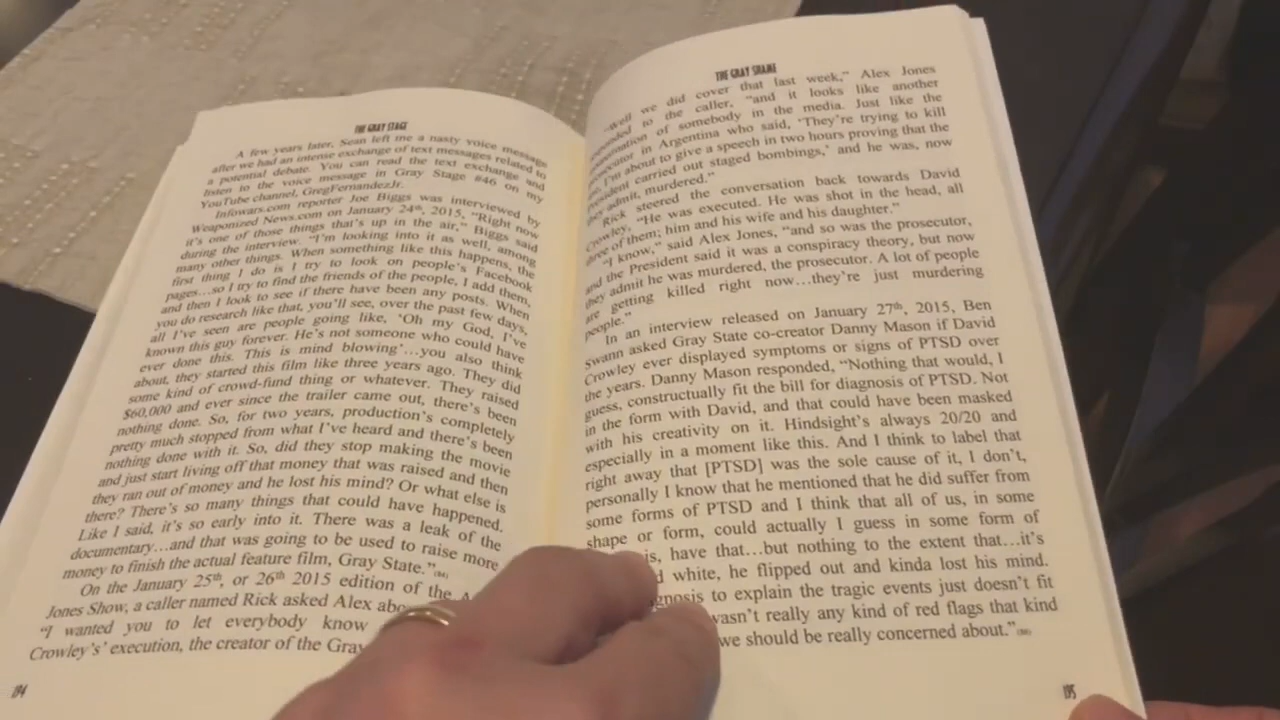 THE GRAY STAGE
A few years later, Sean left me a nasty voice message
after we had an intense exchange of text messages related to
a potential debate. You can read the text exchange and
listen to the voice message in Gray Stage #46 on my
YouTube channel, GregFernandezJr.
Infowars.com reporter Joe Biggs was interviewed by
Weaponized News.com on January 24th, 2015, "Right now
it's one of those things that's up in the air," Biggs said
during the interview. "I'm looking into it as well, among
many other things. When something like this happens, the
first thing I do is I try to look on people's Facebook
pages…so I try to find the friends of the people, I add them,
and then I look to see if there have been any posts. When
you do research like that, you'll see, over the past few days,
all I've seen are people going like, 'Oh my God, I've
known this guy forever. He's not someone who could have
ever done this. This is mind blowing'…you also think
about, they started this film like three years ago. They did
some kind of crowd-fund thing or whatever. They raised
$60,000 and ever since the trailer came out, there's been
nothing done. So, for two years, production's completely
pretty much stopped from what I've heard and there's been
nothing done with it. So, did they stop making the movie
and just start living off that money that was raised and then
they ran out of money and he lost his mind? Or what else is
there? There's so many things that could have happened.
Like I said, it's so early into it. There was a leak of the
documentary…and that was going to be used to raise more
money to finish the actual feature film, Gray State."(84)
On the January 25th, or 26th 2015 edition of the
Jones Show, a caller named Rick asked Alex abo
"I wanted you to let everybody know
Crowley's' execution, the creator of the Gray
194
THE GRAY SHAME
"Well we did cover that last week," Alex Jones
responded to the caller, "and it looks like another
assassination of somebody in the media. Just like the
prosecutor in Argentina who said, 'They're trying to kill
me, I'm about to give a speech in two hours proving that the
President carried out staged bombings,' and he was, now
they admit, murdered."
Rick steered the conversation back towards David
Crowley, "He was executed. He was shot in the head, all
three of them; him and his wife and his daughter."
"I know," said Alex Jones, "and so was the prosecutor,
and the President said it was a conspiracy theory, but now
they admit he was murdered, the prosecutor. A lot of people
are getting killed right now…they're just murdering
people."
In an interview released on January 27th, 2015, Ben
Swann asked Gray State co-creator Danny Mason if David
Crowley ever displayed symptoms or signs of PTSD over
the years. Danny Mason responded, "Nothing that would, I
guess, constructually fit the bill for diagnosis of PTSD. Not
in the form with David, and that could have been masked
with his creativity on it. Hindsight's always 20/20 and
especially in a moment like this. And I think to label that
right away that [PTSD] was the sole cause of it, I don't,
personally I know that he mentioned that he did suffer from
some forms of PTSD and I think that all of us, in some
shape or form, could actually I guess in some form of
is, have that…but nothing to the extent that…it's
d white, he flipped out and kinda lost his mind.
gnosis to explain the tragic events just doesn't fit
wasn't really any kind of red flags that kind
we should be really concerned about."
195